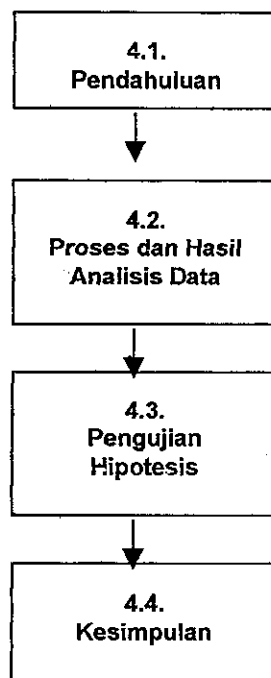 4.1.
Pendahuluan
4.2.
Proses dan Hasil
Analisis Data
4.3.
Pengujian
Hipotesis
4.4.
Kesimpulan